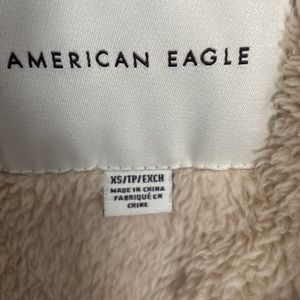 AMERICAN EAGLE
XS/TP/EXCH
MADE IN CHINA
FABRIQUÉ EN
CHINE